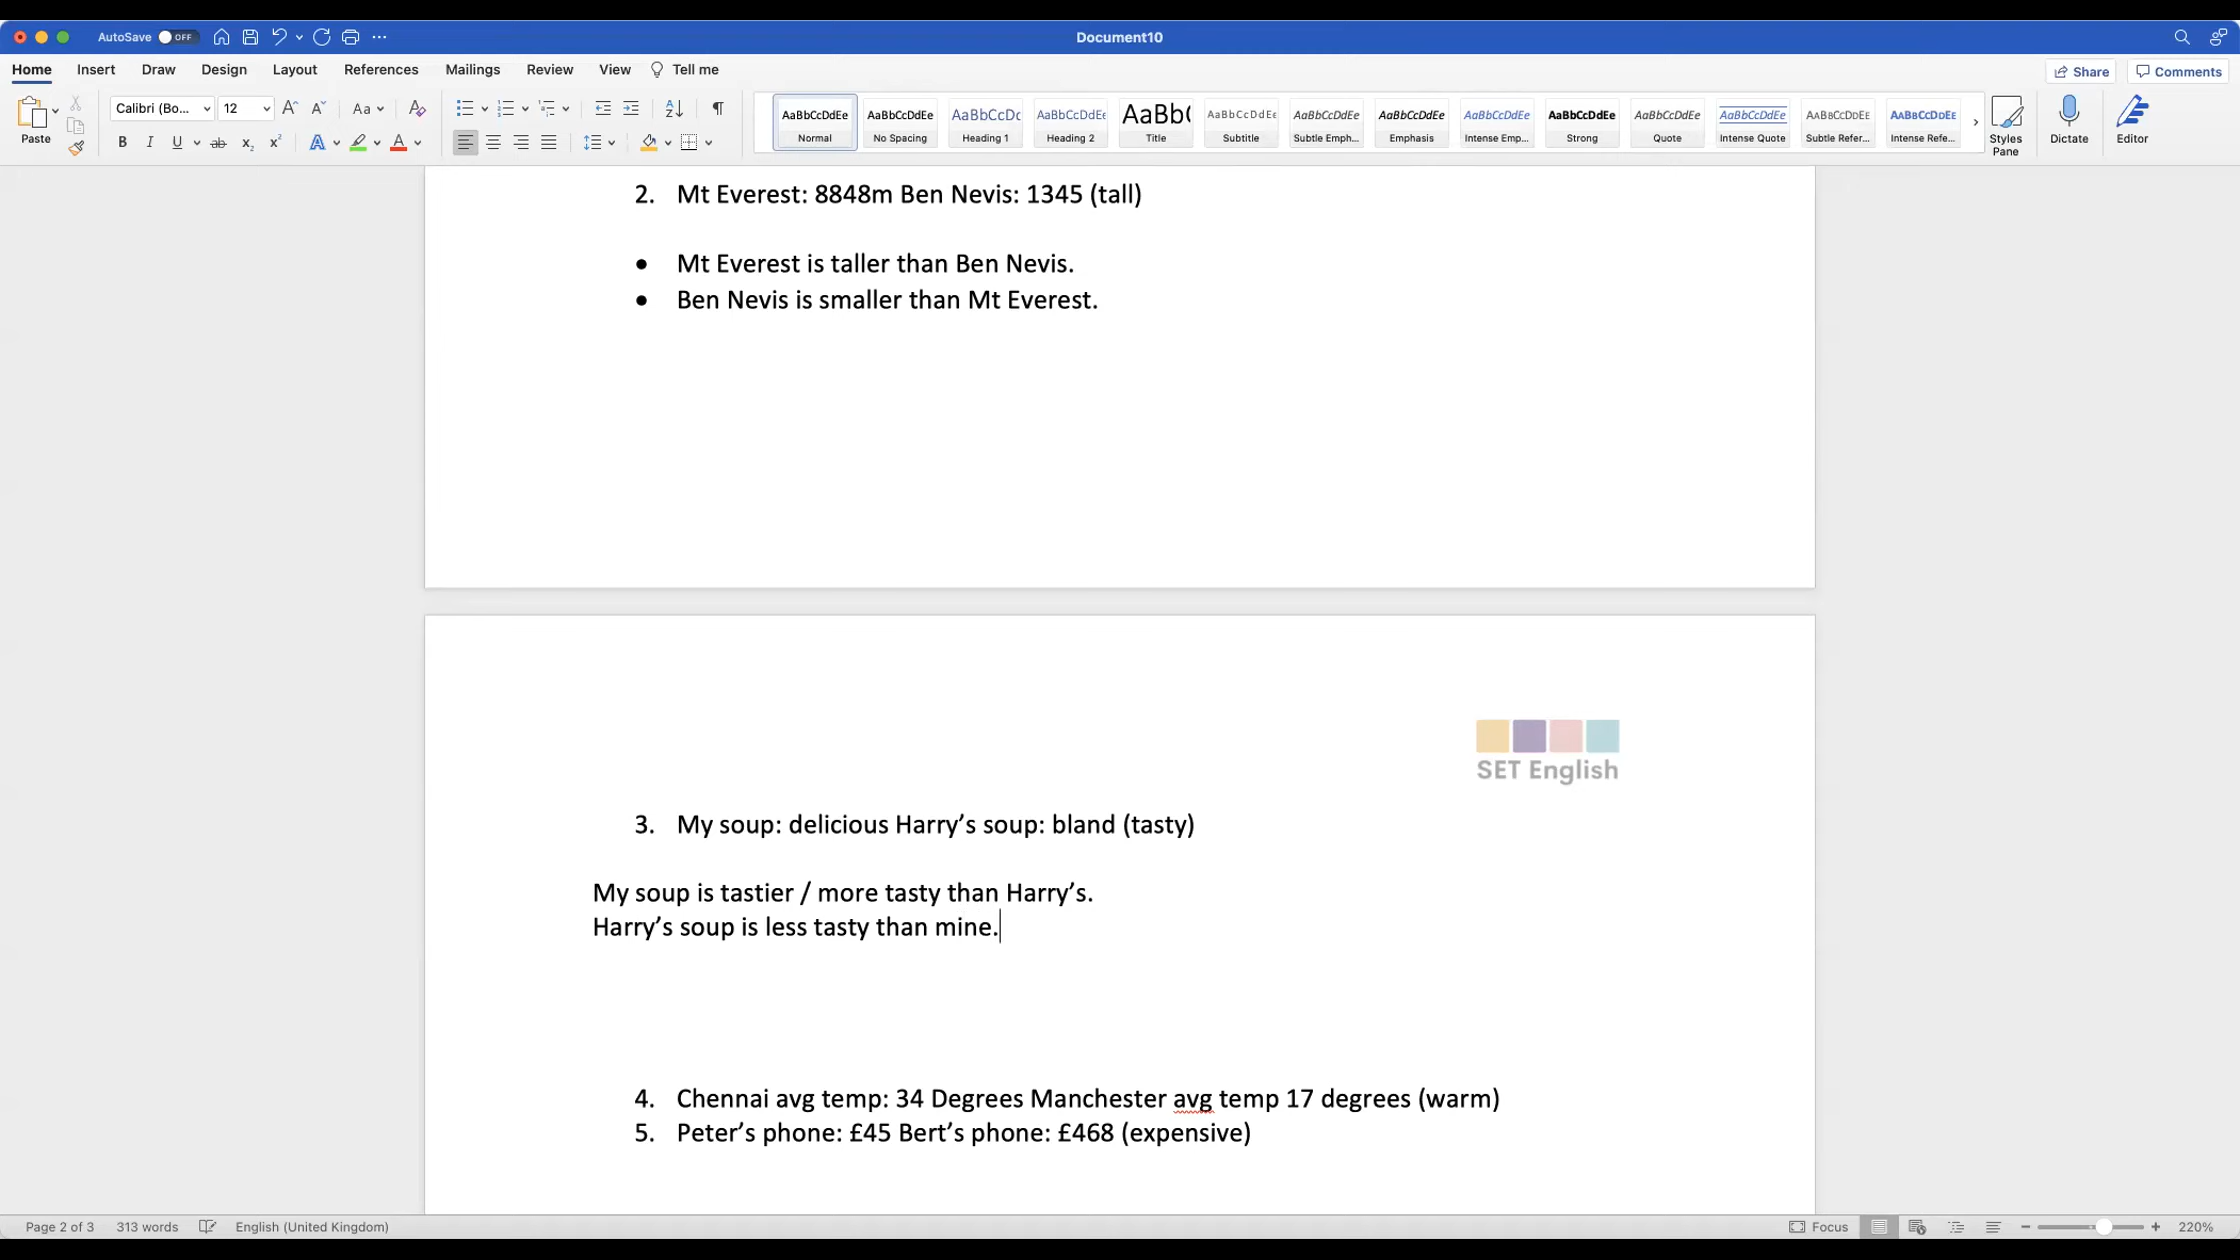 AutoSave OFF
Document10
Home Insert Draw Design Layout References Mailings Review View Tell me
Share Comments
Paste
Calibri (Bo... 12
AaBbCcDdEe Normal
AaBbCcDdEe No Spacing
AaBbCcDc Heading 1
AaBbCcDdEe Heading 2
AaBb( Title
AaBbCcDdEe Subtitle
AaBbCcDdEe Subtle Emph...
AaBbCcDdEe Emphasis
AaBbCcDdEe Intense Emp...
AaBbCcDdEe Strong
AaBbCcDdEe Quote
AaBbCcDdEe Intense Quote
AaBbCcDdEe Subtle Refer...
AaBbCcDdEe Intense Refe...
Styles Pane
Dictate
Editor
2. Mt Everest: 8848m Ben Nevis: 1345 (tall)
• Mt Everest is taller than Ben Nevis.
• Ben Nevis is smaller than Mt Everest.
SET English
3. My soup: delicious Harry’s soup: bland (tasty)
My soup is tastier / more tasty than Harry’s.
Harry’s soup is less tasty than mine.
4. Chennai avg temp: 34 Degrees Manchester avg temp 17 degrees (warm)
5. Peter’s phone: £45 Bert’s phone: £468 (expensive)
Page 2 of 3 313 words English (United Kingdom) Focus 220%